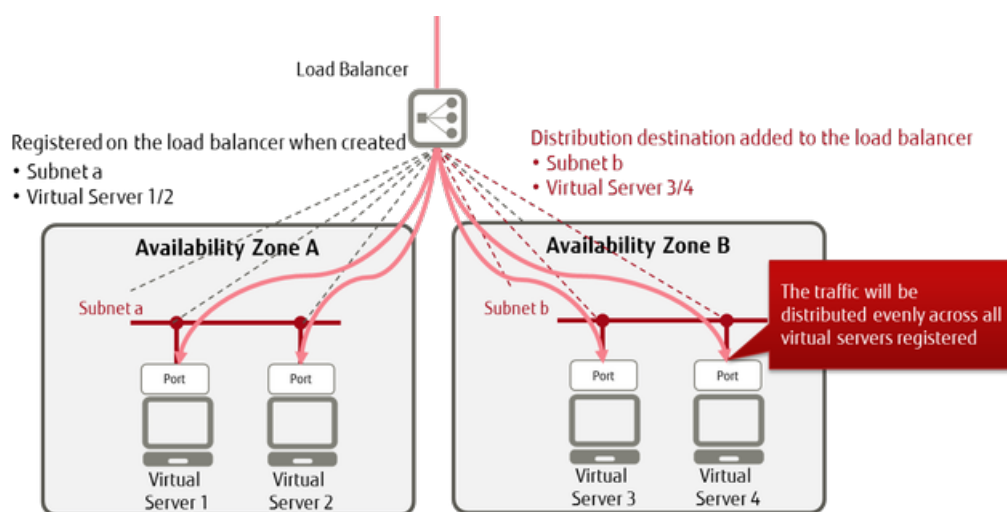 Load Balancer
Registered on the load balancer when created
• Subnet a
• Virtual Server 1/2
Distribution destination added to the load balancer
• Subnet b
• Virtual Server 3/4
Availability Zone A
Subnet a
Port
Port
Virtual
Server 1
Virtual
Server 2
Availability Zone B
Subnet b
The traffic will be
distributed evenly across all
virtual servers registered
Port
Port
Virtual
Server 3
Virtual
Server 4